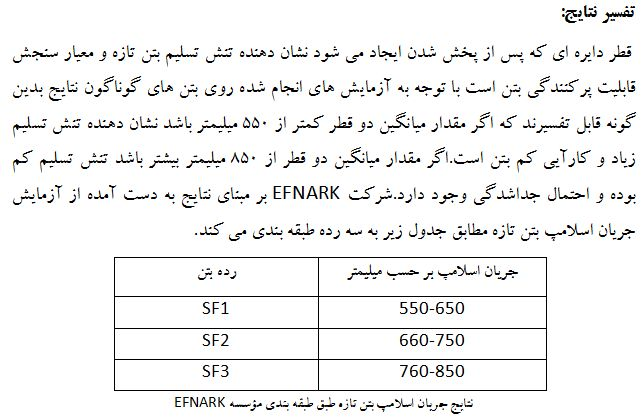 تفسیر نتایج:
قطر دایره ای که پس از پخش شدن ایجاد می شود نشان دهنده تنش تسلیم بتن تازه و معیار سنجش
قابلیت پرکنندگی بتن است با توجه به آزمایش های انجام شده روی بتن های گوناگون نتایج بدین
گونه قابل تفسیرند که اگر مقدار میانگین دو قطر کمتر از ۵۵۰ میلیمتر باشد نشان دهنده تنش تسلیم
زیاد و کارآیی کم بتن است.اگر مقدار میانگین دو قطر از ۸۵۰ میلیمتر بیشتر باشد تنش تسلیم کم
بوده و احتمال جداشدگی وجود دارد.شرکت EFNARK بر مبنای نتایج به دست آمده از آزمایش
جریان اسلامپ بتن تازه مطابق جدول زیر به سه رده طبقه بندی می کند.
جریان اسلامپ بر حسب میلیمتر رده بتن
550-650 SF1
660-750 SF2
760-850 SF3
نتایج جریان اسلامپ بتن تازه طبق طبقه بندی مؤسسه EFNARK